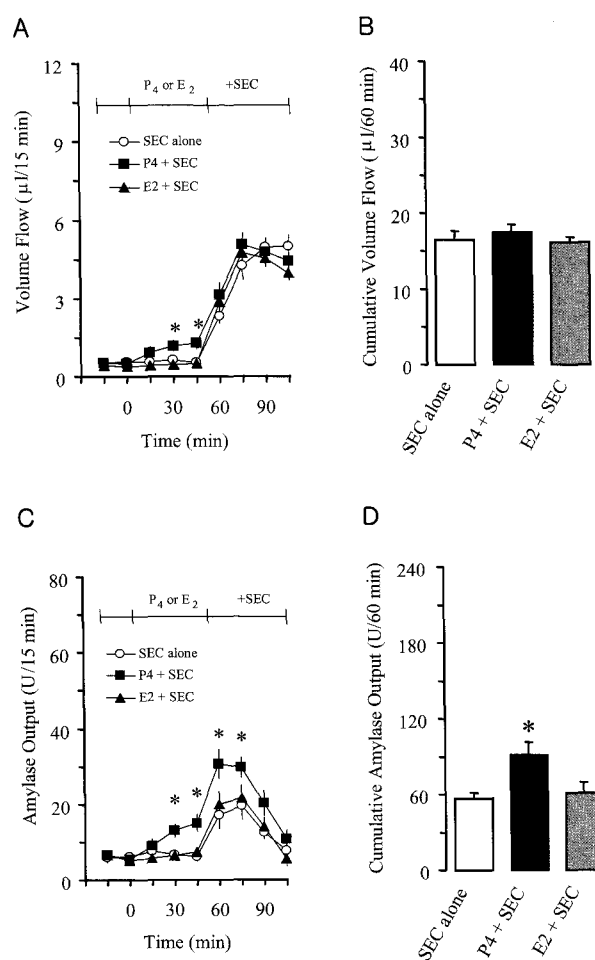 A
Volume Flow (µl/15 min)
12
9
6
3
0
P4 or E2
+SEC
SEC alone
P4 + SEC
E2 + SEC
* *
0 30 60 90
Time (min)
B
Cumulative Volume Flow (µl/60 min)
40
30
20
10
0
SEC alone
P4 + SEC
E2 + SEC
C
Amylase Output (U/15 min)
80
60
40
20
0
P4 or E2
+SEC
SEC alone
P4 + SEC
E2 + SEC
* *
* *
0 30 60 90
Time (min)
D
Cumulative Amylase Output (U/60 min)
240
180
120
60
0
*
SEC alone
P4 + SEC
E2 + SEC